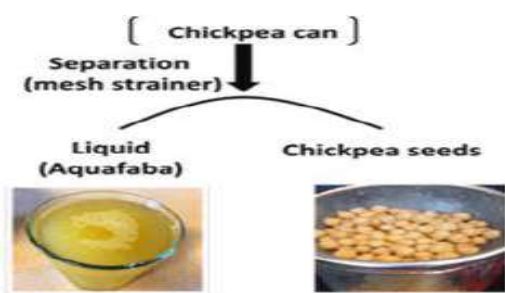 [ Chickpea can ]
Separation
(mesh strainer)
Liquid
(Aquafaba)
Chickpea seeds